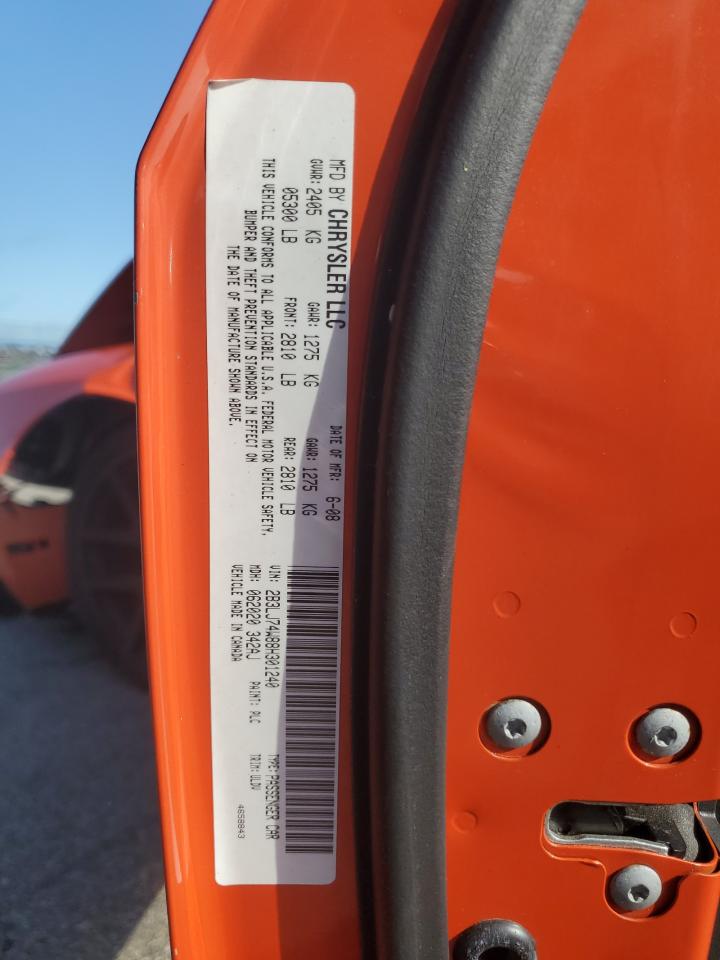 MFD BY CHRYSLER LLC DATE OF MFR: 6-08
GVWR: 2405 KG GAWR: 1275 KG GAWR: 1275 KG
05300 LB FRONT: 2810 LB REAR: 2810 LB
THIS VEHICLE CONFORMS TO ALL APPLICABLE U.S.A. FEDERAL MOTOR VEHICLE SAFETY,
BUMPER AND THEFT PREVENTION STANDARDS IN EFFECT ON
THE DATE OF MANUFACTURE SHOWN ABOVE.
VIN: 2B3LJ74W88H301240 TYPE: PASSENGER CAR
MDH: 062020 342AJ PAINT: PLC TRIM: ULDV
VEHICLE MADE IN CANADA 4658843